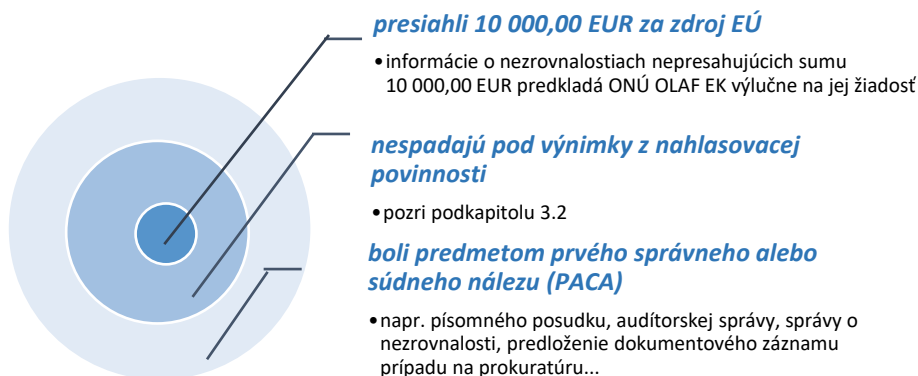 presiahli 10 000,00 EUR za zdroj EÚ
•informácie o nezrovnalostiach nepresahujúcich sumu
10 000,00 EUR predkladá ONÚ OLAF EK výlučne na jej žiadosť
nespadajú pod výnimky z nahlasovacej
povinnosti
•pozri podkapitolu 3.2
boli predmetom prvého správneho alebo
súdneho nálezu (PACA)
•napr. písomného posudku, audítorskej správy, správy o
nezrovnalosti, predloženie dokumentového záznamu
prípadu na prokuratúru...